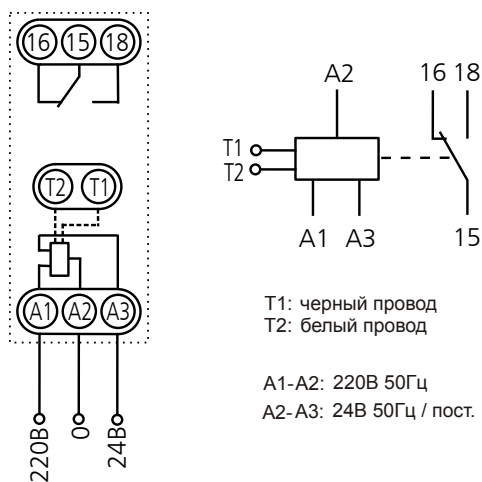 16 15 18
T2 T1
A1 A2 A3
220В 0 24В
A2 16 18
T1
T2
A1 A3 15
T1: черный провод
T2: белый провод
A1-A2: 220В 50Гц
A2-A3: 24В 50Гц / пост.